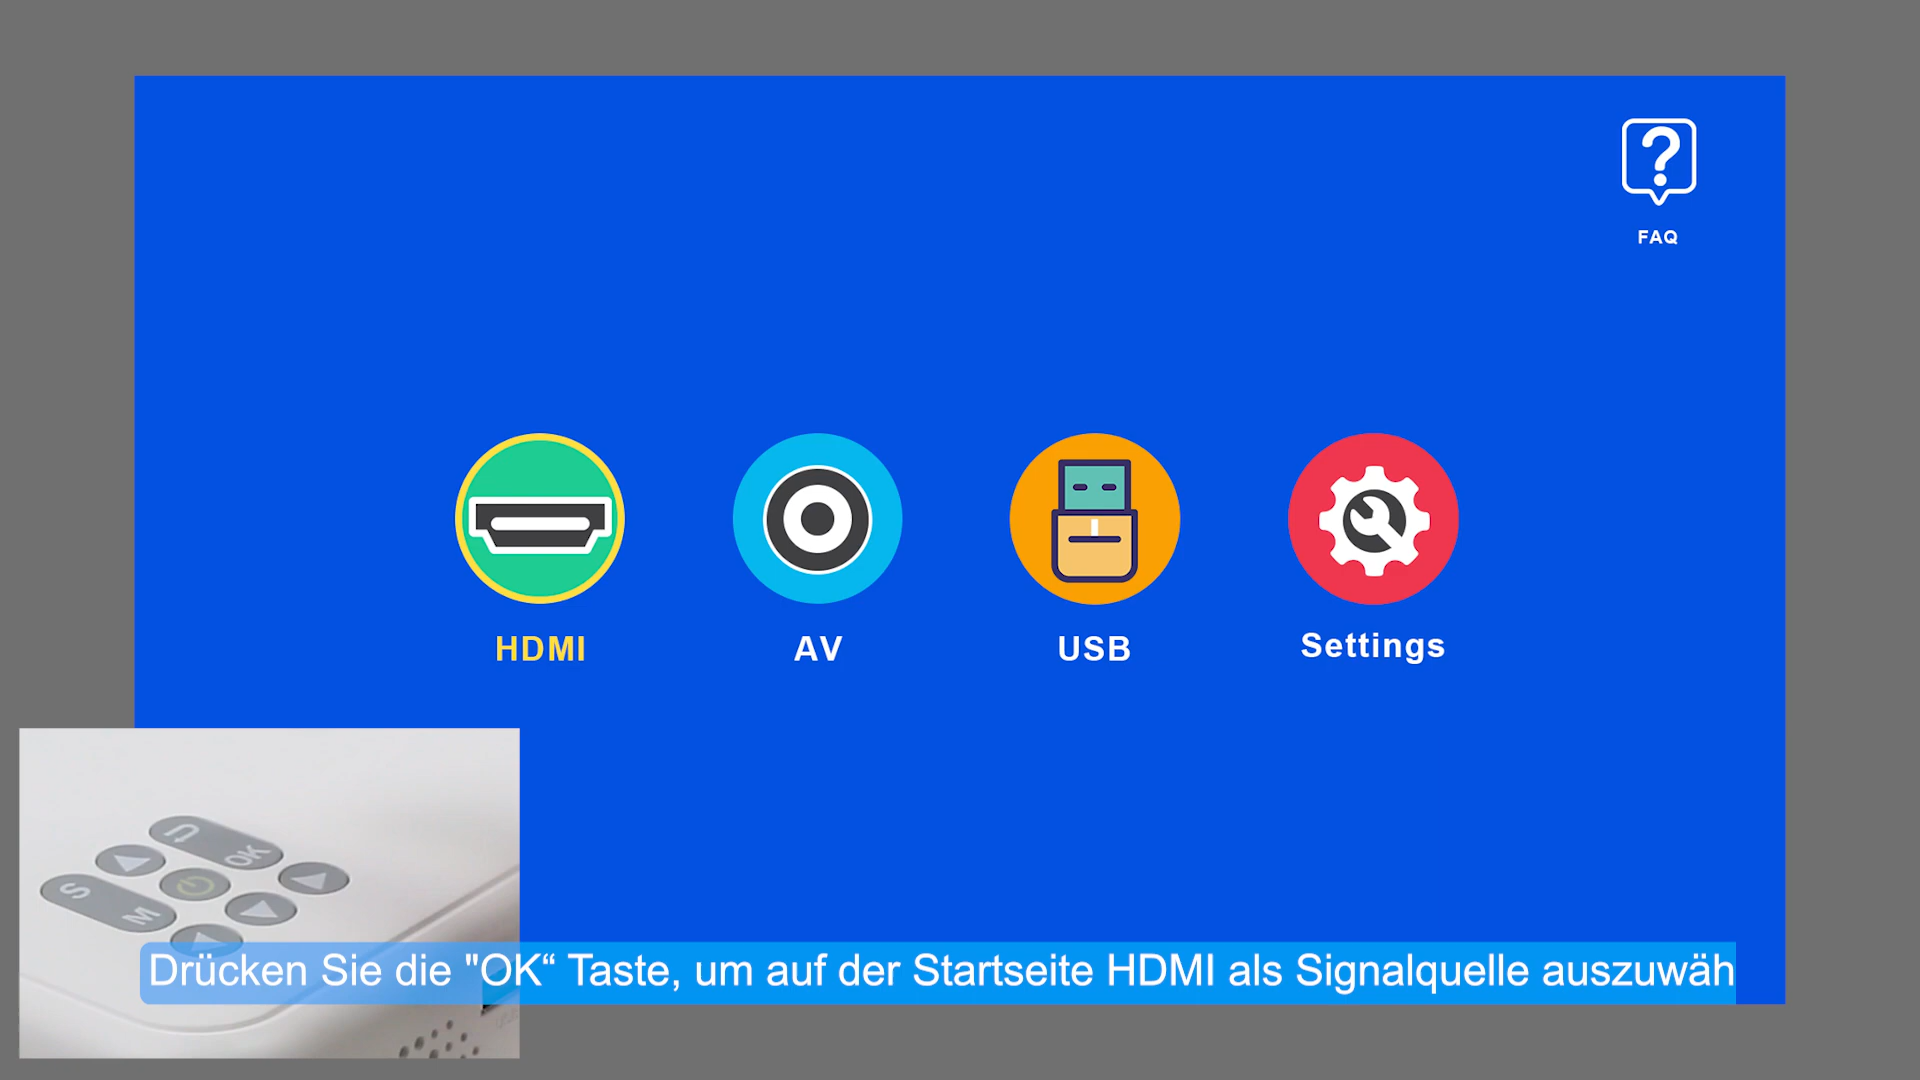 FAQ
HDMI
AV
USB
Settings
OK
S
M
Drücken Sie die "OK“ Taste, um auf der Startseite HDMI als Signalquelle auszuwäh